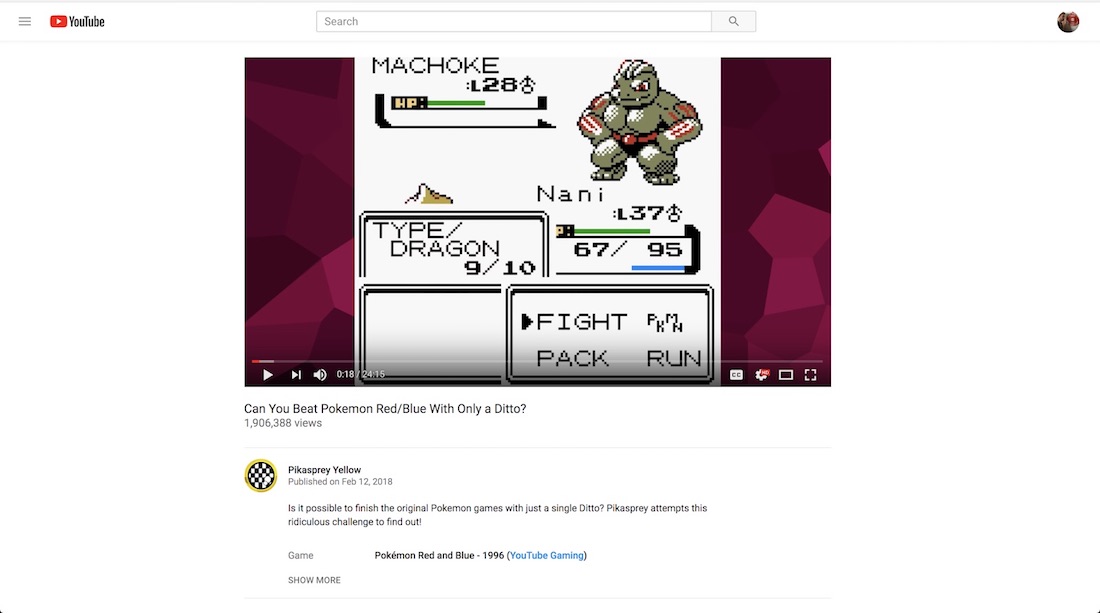 YouTube
Search
MACHOKE
:L28♂
HP:
Nani
:L37♂
TYPE/
DRAGON
67/ 95
9/10
FIGHT PKMN
PACK RUN
0:18 / 24:15
CC
HD
Can You Beat Pokemon Red/Blue With Only a Ditto?
1,906,388 views
Pikasprey Yellow
Published on Feb 12, 2018
Is it possible to finish the original Pokemon games with just a single Ditto? Pikasprey attempts this
ridiculous challenge to find out!
Game Pokémon Red and Blue - 1996 (YouTube Gaming)
SHOW MORE